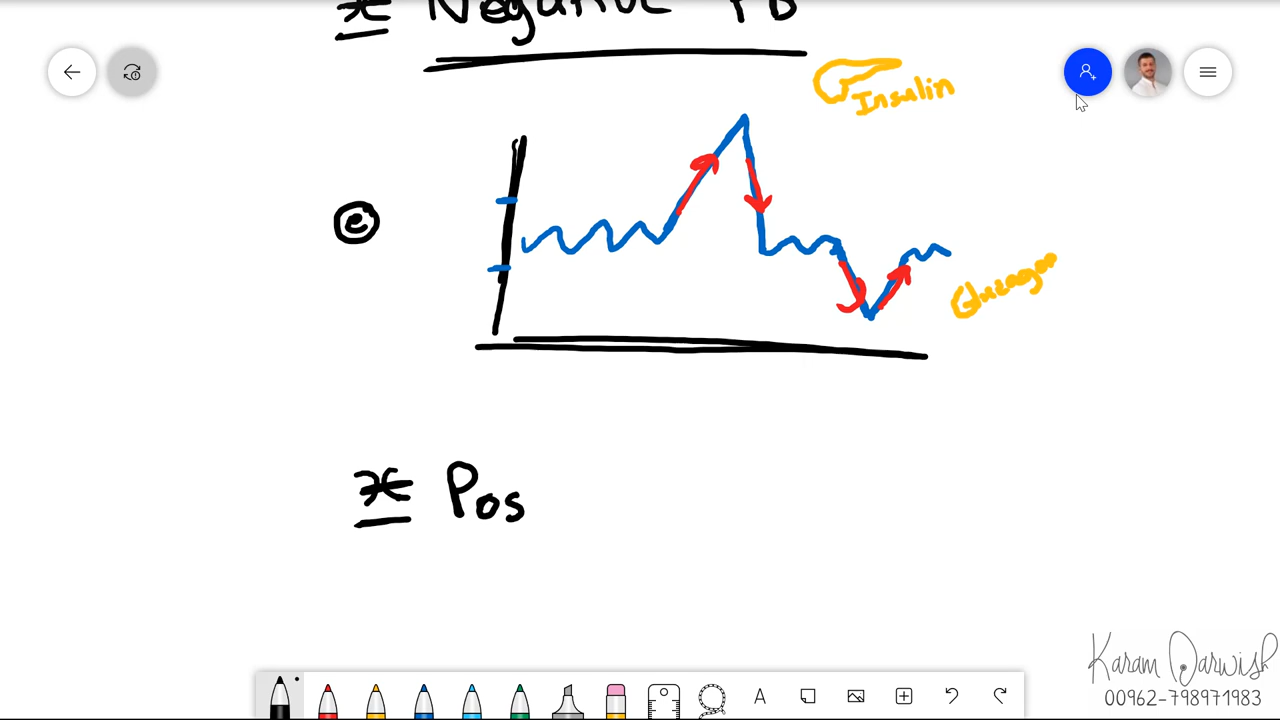 * Negative FB
Insulin
e
Glucagon
* Pos
A
Karam Darwish
00962-798971983